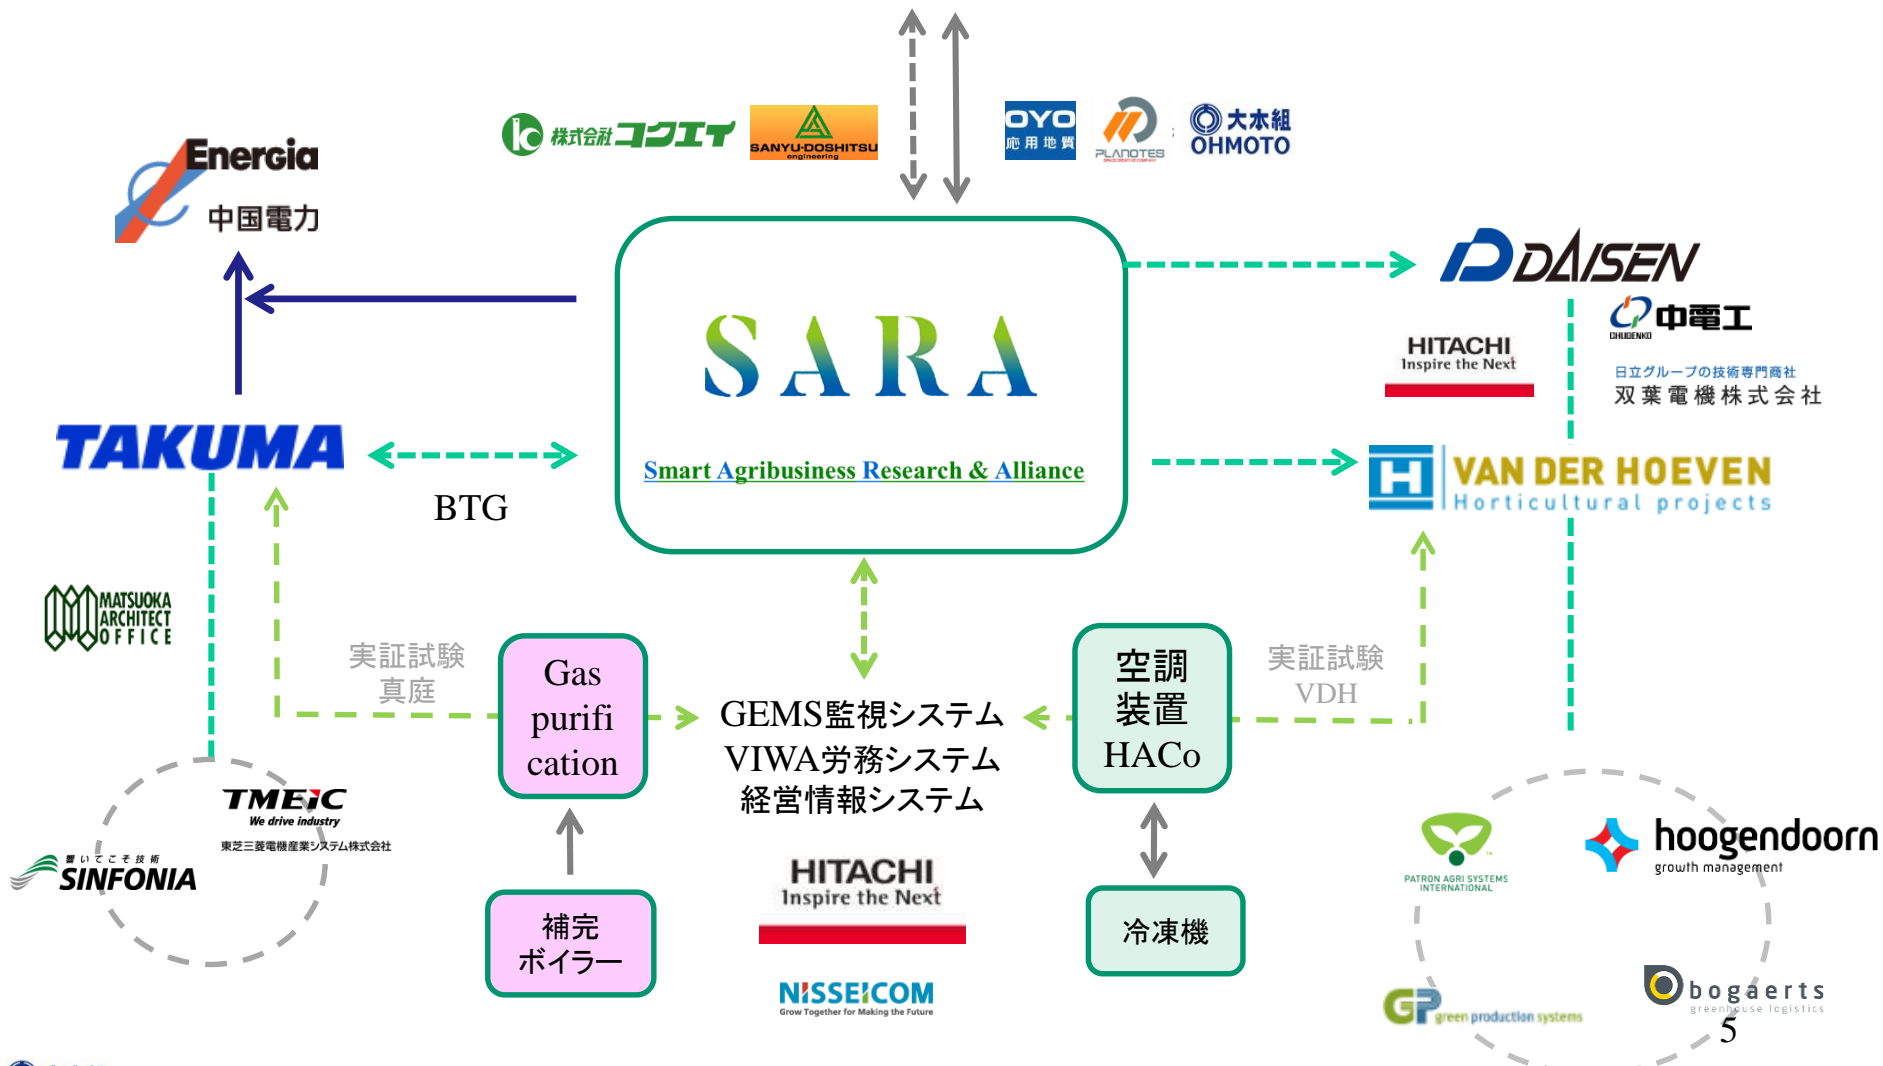 株式会社コクエイ
SANYU-DOSHITSU
engineering
OYO
応用地質
PLANOTES
大本組
OHMOTO
Energia
中国電力
SARA
Smart Agribusiness Research & Alliance
DAISEN
中電工
CHUDENKO
HITACHI
Inspire the Next
日立グループの技術専門商社
双葉電機株式会社
TAKUMA
BTG
H
VAN DER HOEVEN
Horticultural projects
MATSUOKA
ARCHITECT
OFFICE
実証試験
真庭
Gas
purifi
cation
GEMS監視システム
VIWA労務システム
経営情報システム
空調
装置
HACo
実証試験
VDH
TMEiC
We drive industry
東芝三菱電機産業システム株式会社
響いてこそ技術
SINFONIA
補完
ボイラー
HITACHI
Inspire the Next
NISSEICOM
Grow Together for Making the Future
冷凍機
PATRON AGRI SYSTEMS
INTERNATIONAL
hoogendoorn
growth management
GP green production systems
bogaerts
greenhouse logistics
5